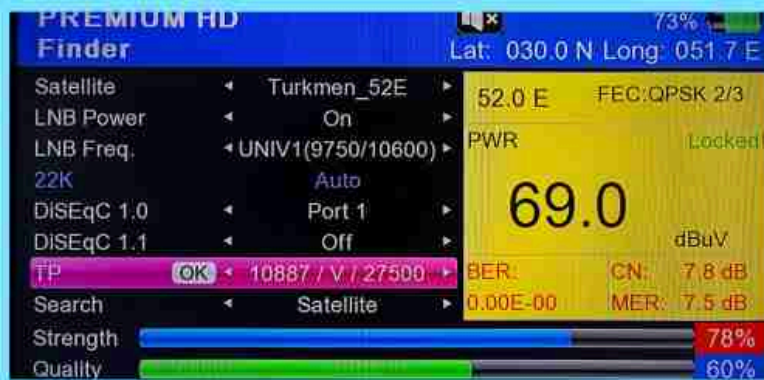 PREMIUM HD 73%
Finder Lat: 030.0 N Long: 051.7 E
Satellite Turkmen_52E
LNB Power On
LNB Freq. UNIV1(9750/10600)
22K Auto
DiSEqC 1.0 Port 1
DiSEqC 1.1 Off
TP OK 10887 / V / 27500
Search Satellite
52.0 E FEC:QPSK 2/3
PWR Locked!
69.0
dBuV
BER: CN: 7.8 dB
0.00E-00 MER: 7.5 dB
Strength 78%
Quality 60%